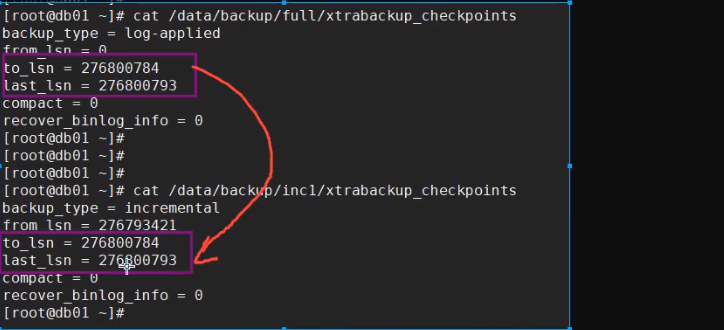 [root@db01 ~]# cat /data/backup/full/xtrabackup_checkpoints
backup_type = log-applied
from_lsn = 0
to_lsn = 276800784
last_lsn = 276800793
compact = 0
recover_binlog_info = 0
[root@db01 ~]#
[root@db01 ~]#
[root@db01 ~]#
[root@db01 ~]# cat /data/backup/inc1/xtrabackup_checkpoints
backup_type = incremental
from_lsn = 276793421
to_lsn = 276800784
last_lsn = 276800793
compact = 0
recover_binlog_info = 0
[root@db01 ~]#